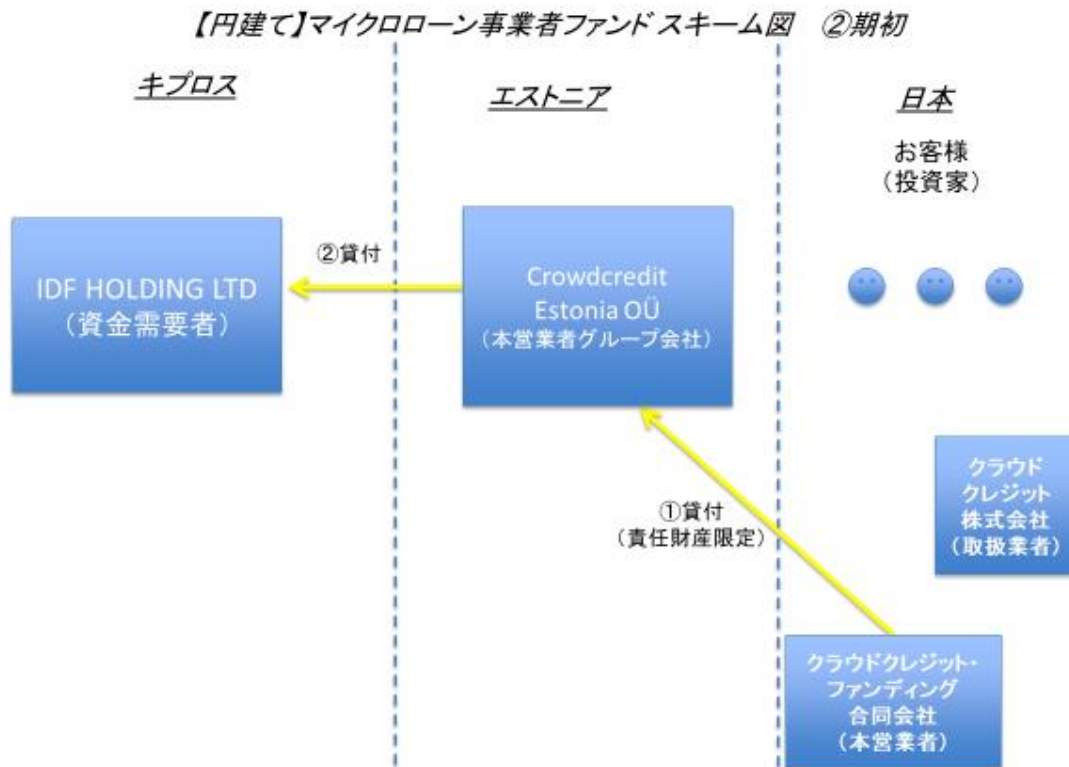 【円建て】マイクロローン事業者ファンド スキーム図　②期初
キプロス
エストニア
日本
お客様
（投資家）
②貸付
IDF HOLDING LTD
（資金需要者）
Crowdcredit
Estonia OÜ
（本営業者グループ会社）
クラウド
クレジット
株式会社
（取扱業者）
①貸付
（責任財産限定）
クラウドクレジット・
ファンディング
合同会社
（本営業者）